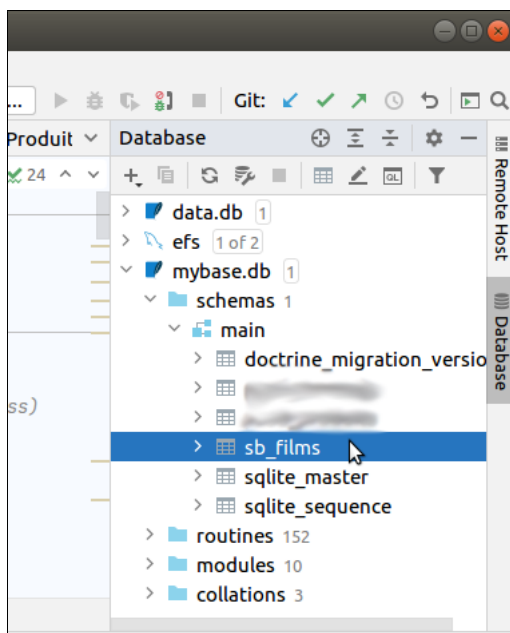 ... Git:
Produit Database
24
QL
data.db 1
efs 1 of 2
mybase.db 1
schemas 1
main
doctrine_migration_versio
ss)
sb_films
sqlite_master
sqlite_sequence
routines 152
modules 10
collations 3
Remote Host
Database